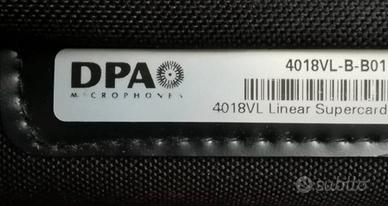 DPA
MICROPHONES
4018VL-B-B01
4018VL Linear Supercard
subito